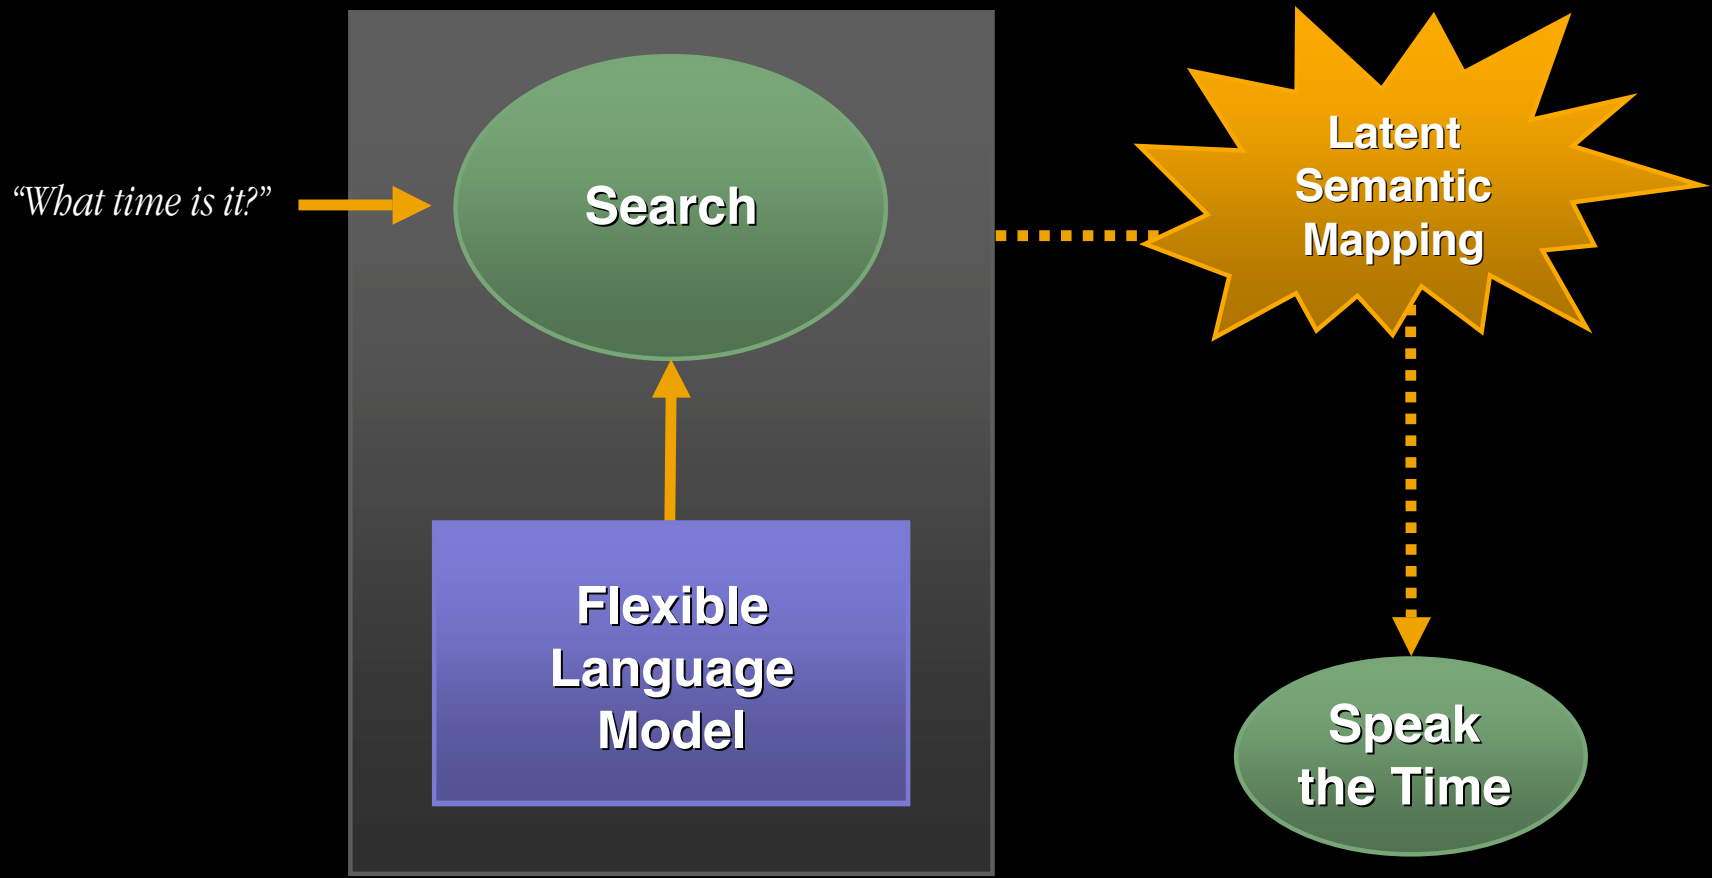 “What time is it?”
Search
Flexible
Language
Model
Latent
Semantic
Mapping
Speak
the Time